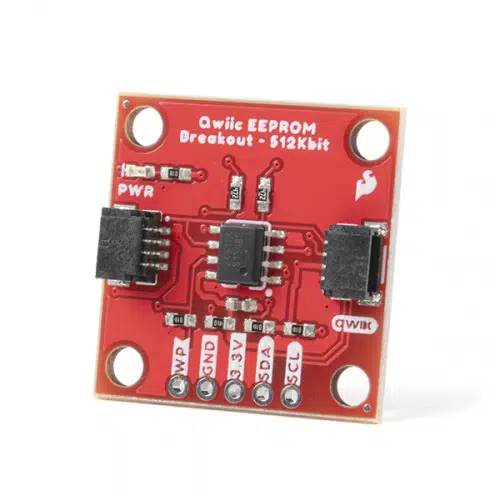 Qwiic EEPROM
Breakout - 512Kbit
PWR
qwiic
WP
GND
3.3V
SDA
SCL